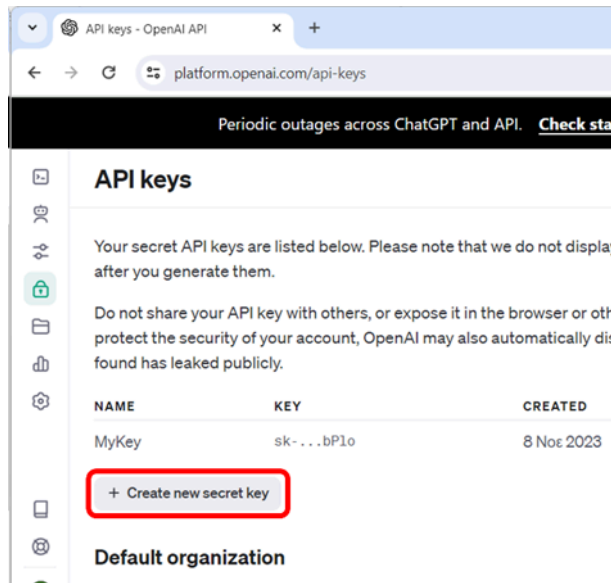 API keys - OpenAI API
platform.openai.com/api-keys
Periodic outages across ChatGPT and API. Check sta
API keys
Your secret API keys are listed below. Please note that we do not display
after you generate them.
Do not share your API key with others, or expose it in the browser or oth
protect the security of your account, OpenAI may also automatically dis
found has leaked publicly.
NAME KEY CREATED
MyKey sk-...bPlo 8 Νοε 2023
+ Create new secret key
Default organization